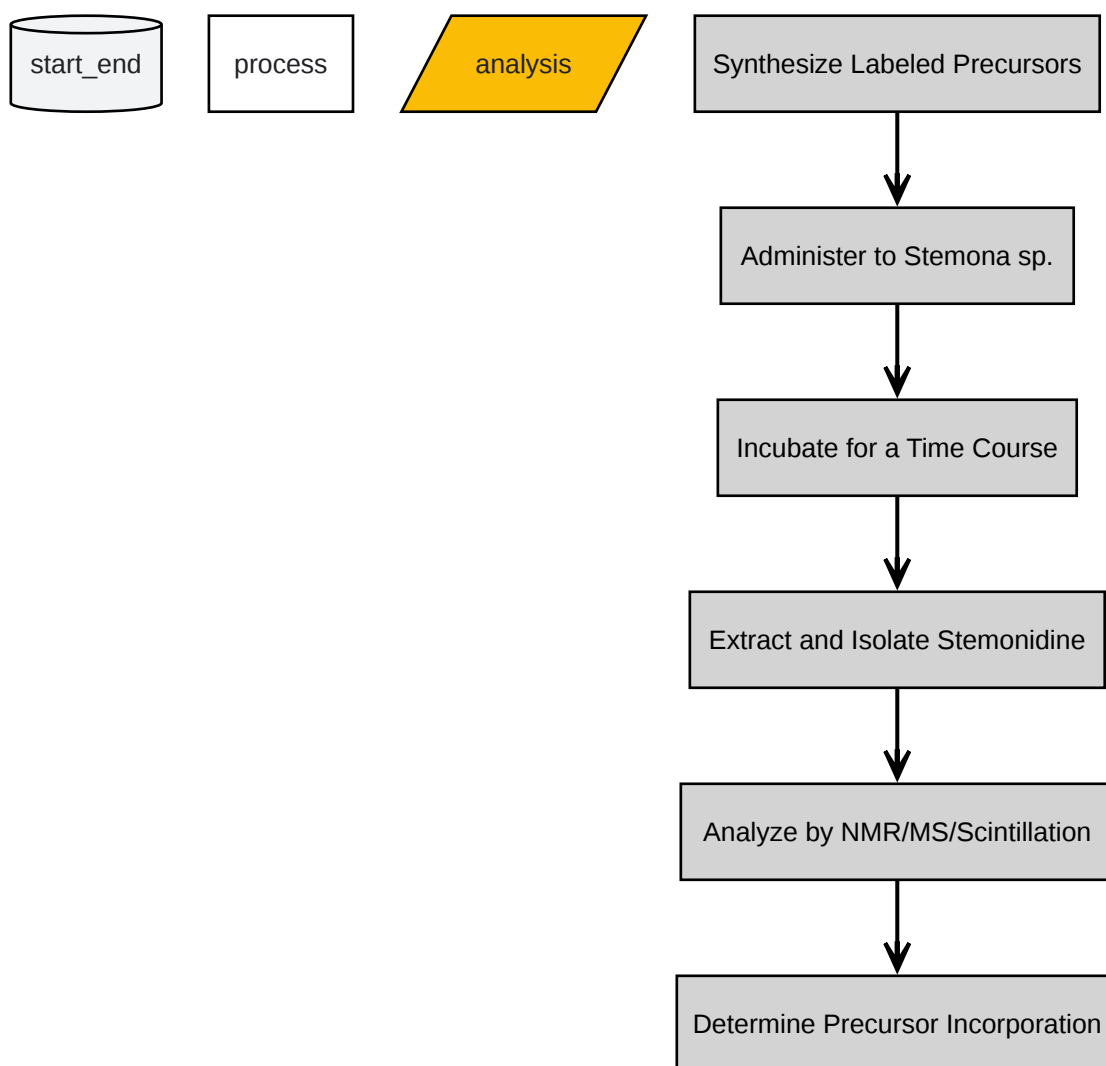 start_end
process
analysis
Synthesize Labeled Precursors
Administer to Stemona sp.
Incubate for a Time Course
Extract and Isolate Stemonidine
Analyze by NMR/MS/Scintillation
Determine Precursor Incorporation